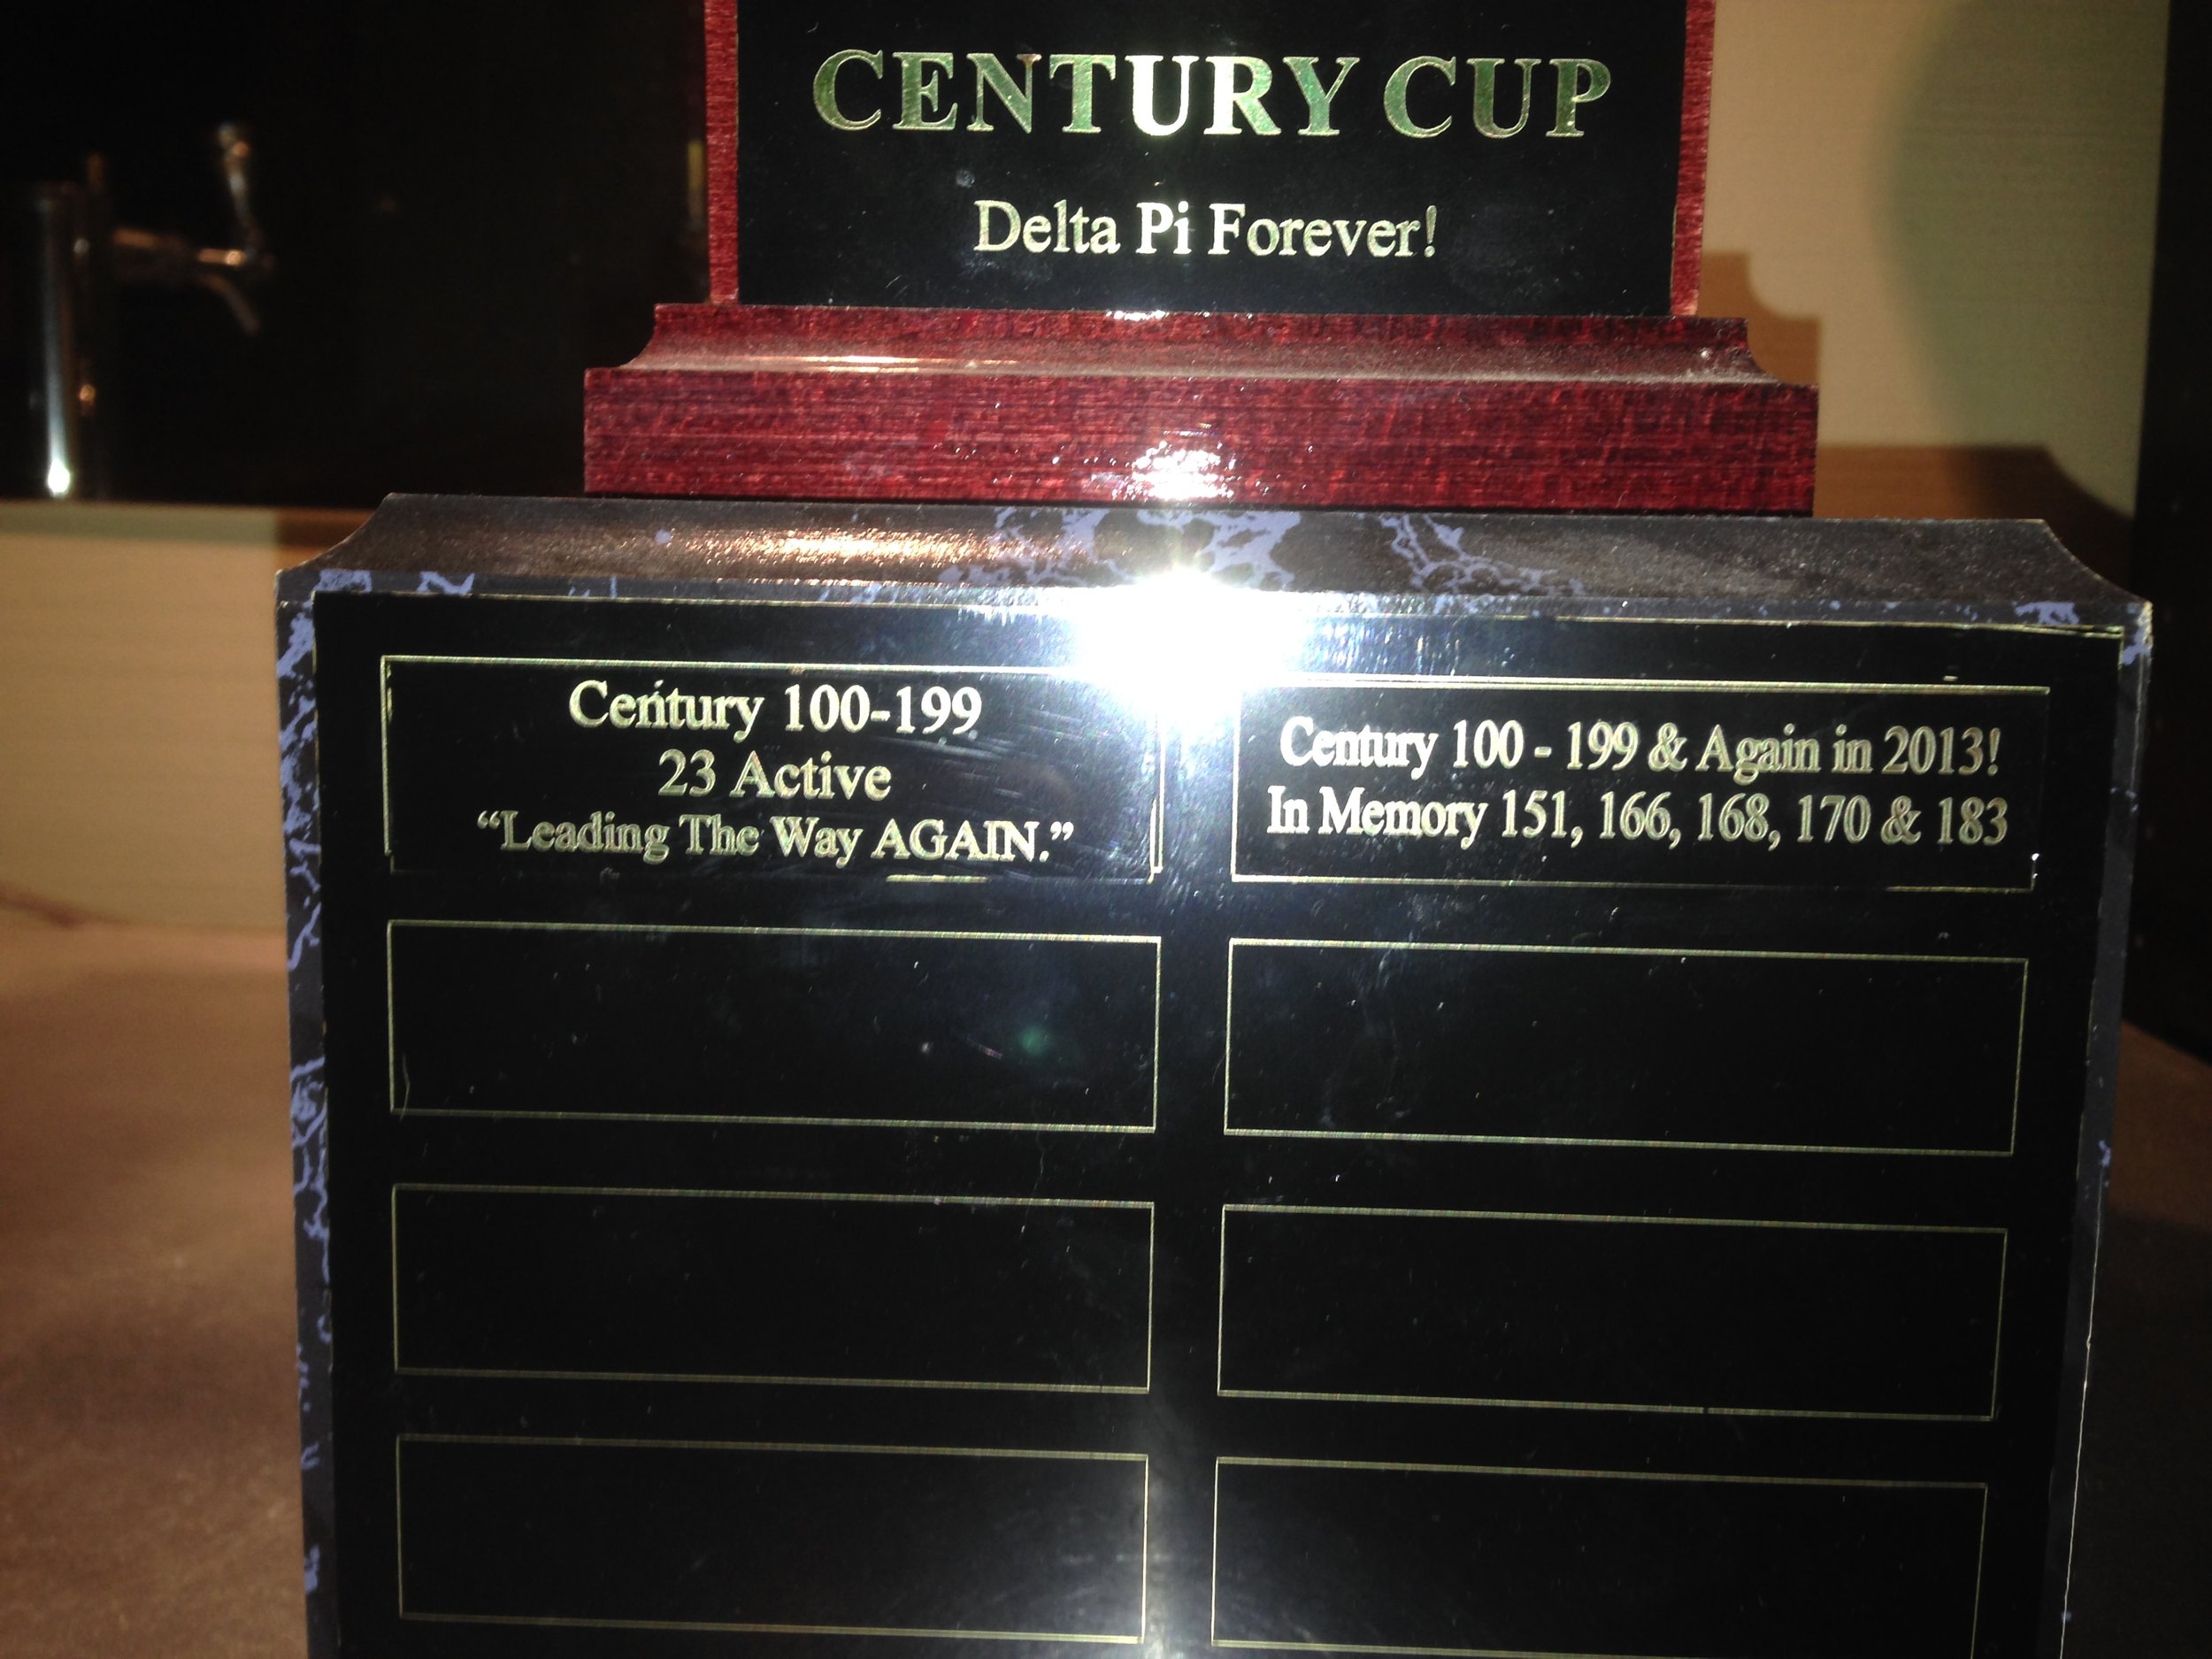 CENTURY CUP
Delta Pi Forever!
Century 100-199
23 Active
“Leading The Way AGAIN.”
Century 100 - 199 & Again in 2013!
In Memory 151, 166, 168, 170 & 183